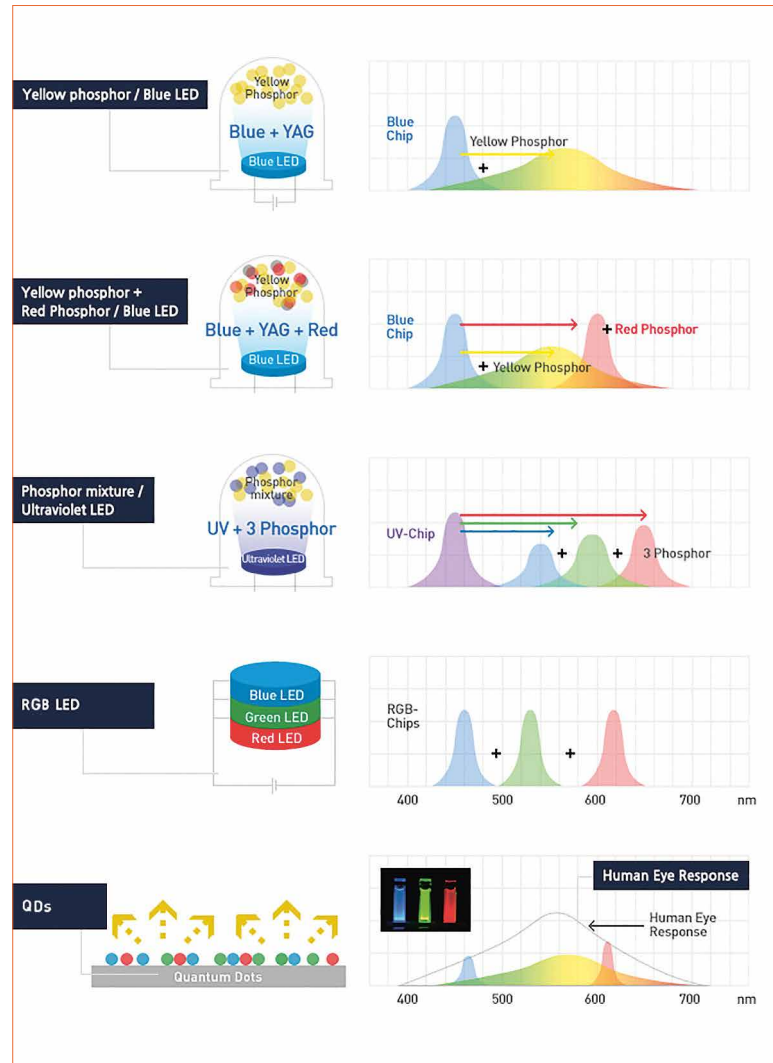 Yellow phosphor / Blue LED
Yellow
Phosphor
Blue + YAG
Blue LED
Blue
Chip
Yellow Phosphor
+
Yellow phosphor +
Red Phosphor / Blue LED
Yellow
Phosphor
Blue + YAG + Red
Blue LED
Blue
Chip
+ Red Phosphor
+ Yellow Phosphor
Phosphor mixture /
Ultraviolet LED
Phosphor
mixture
UV + 3 Phosphor
Ultraviolet LED
UV-Chip
+ + 3 Phosphor
RGB LED
Blue LED
Green LED
Red LED
RGB-
Chips
+ +
400 500 600 700 nm
QDs
Quantum Dots
Human Eye Response
Human Eye
Response
400 500 600 700 nm